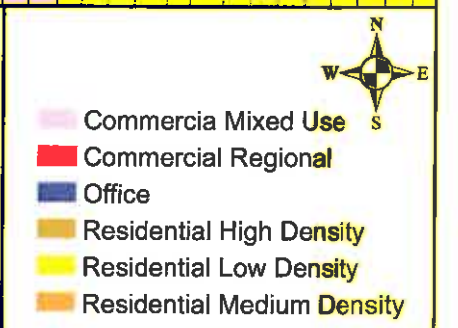 N
W E
S
Commercia Mixed Use
Commercial Regional
Office
Residential High Density
Residential Low Density
Residential Medium Density